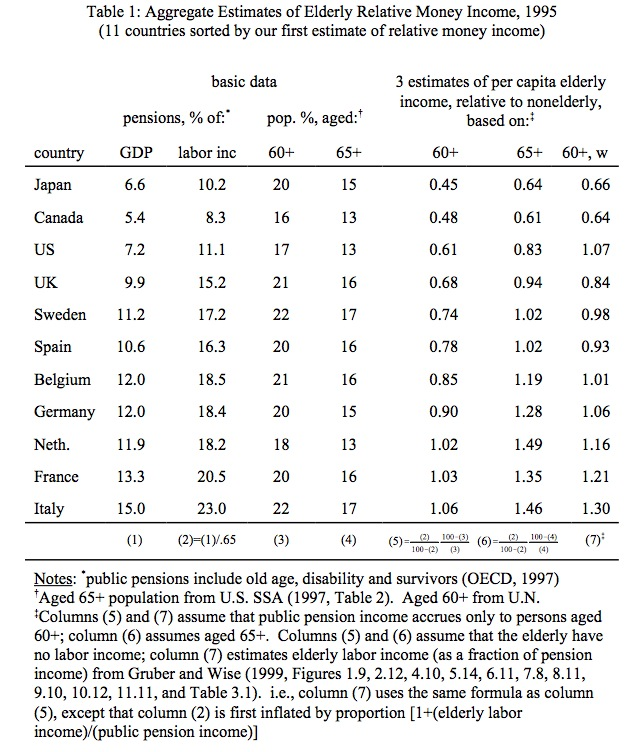 Table 1: Aggregate Estimates of Elderly Relative Money Income, 1995
(11 countries sorted by our first estimate of relative money income)
basic data
3 estimates of per capita elderly
income, relative to nonelderly,
based on:‡
pensions, % of:*
pop. %, aged:†
country GDP labor inc 60+ 65+ 60+ 65+ 60+, w
Japan 6.6 10.2 20 15 0.45 0.64 0.66
Canada 5.4 8.3 16 13 0.48 0.61 0.64
US 7.2 11.1 17 13 0.61 0.83 1.07
UK 9.9 15.2 21 16 0.68 0.94 0.84
Sweden 11.2 17.2 22 17 0.74 1.02 0.98
Spain 10.6 16.3 20 16 0.78 1.02 0.93
Belgium 12.0 18.5 21 16 0.85 1.19 1.01
Germany 12.0 18.4 20 15 0.90 1.28 1.06
Neth. 11.9 18.2 18 13 1.02 1.49 1.16
France 13.3 20.5 20 16 1.03 1.35 1.21
Italy 15.0 23.0 22 17 1.06 1.46 1.30
(1) (2)=(1)/.65 (3) (4) (5)=(2)/100-(2) 100-(3)/(3) (6)=(2)/100-(2) 100-(4)/(4) (7)‡
Notes: *public pensions include old age, disability and survivors (OECD, 1997)
†Aged 65+ population from U.S. SSA (1997, Table 2). Aged 60+ from U.N.
‡Columns (5) and (7) assume that public pension income accrues only to persons aged
60+; column (6) assumes aged 65+. Columns (5) and (6) assume that the elderly have
no labor income; column (7) estimates elderly labor income (as a fraction of pension
income) from Gruber and Wise (1999, Figures 1.9, 2.12, 4.10, 5.14, 6.11, 7.8, 8.11,
9.10, 10.12, 11.11, and Table 3.1). i.e., column (7) uses the same formula as column
(5), except that column (2) is first inflated by proportion [1+(elderly labor
income)/(public pension income)]